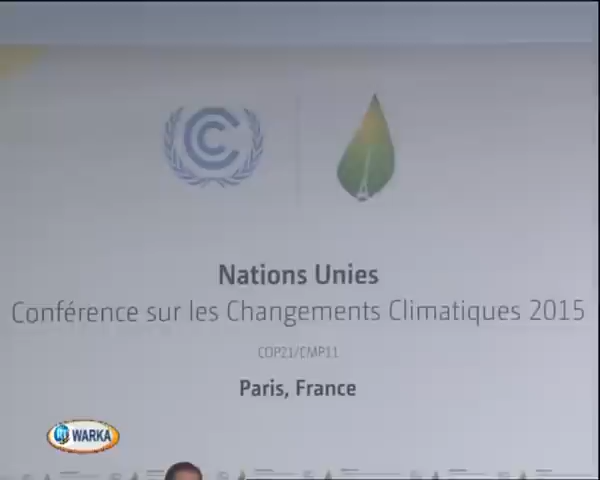 Nations Unies
Conférence sur les Changements Climatiques 2015
COP21/CMP11
Paris, France
WARKA